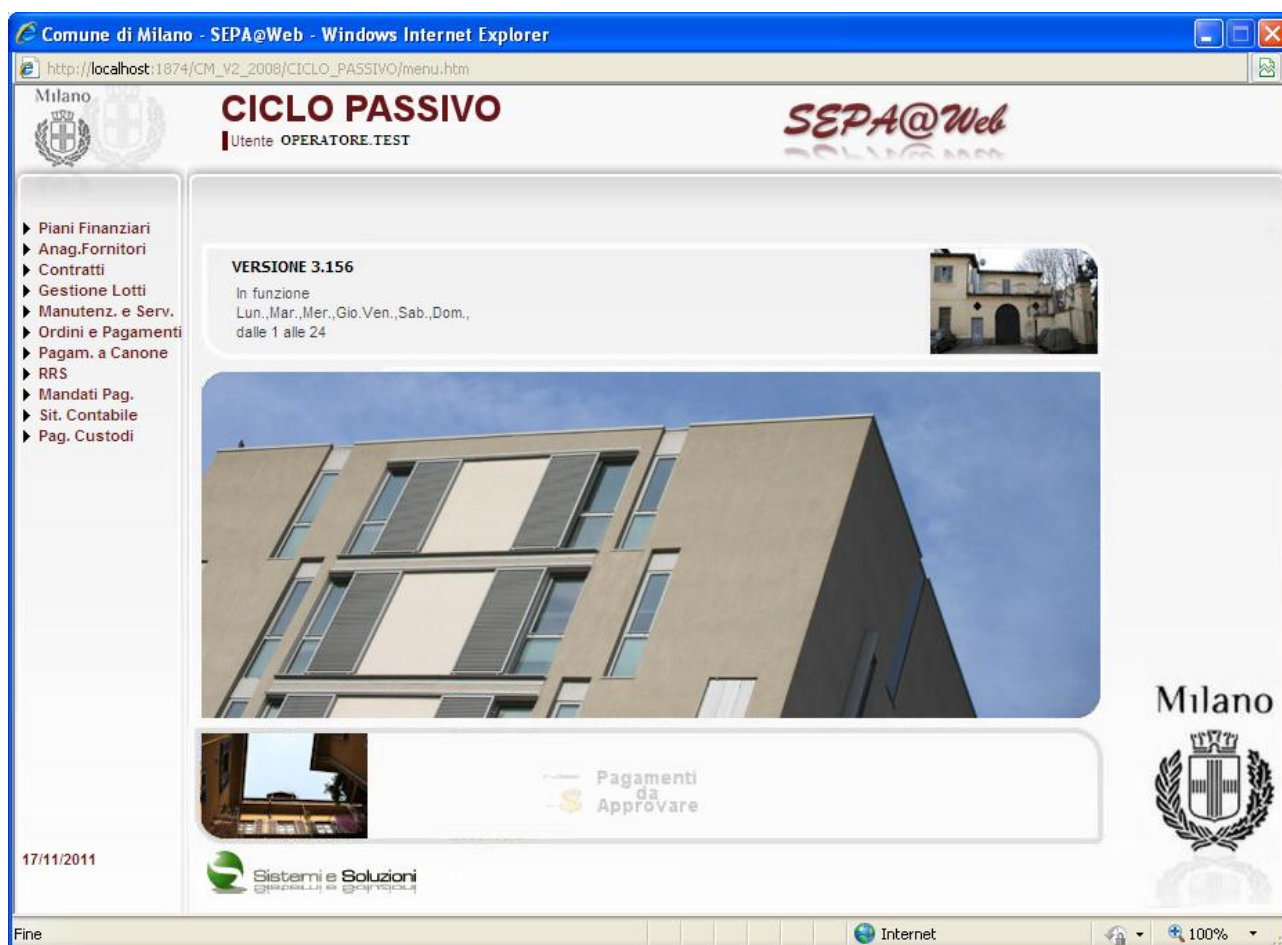 Comune di Milano - SEPA@Web - Windows Internet Explorer
http://localhost:1874/CM_V2_2008/CICLO_PASSIVO/menu.htm
Milano
CICLO PASSIVO
Utente OPERATORE.TEST
SEPA@Web
Piani Finanziari
Anag.Fornitori
Contratti
Gestione Lotti
Manutenz. e Serv.
Ordini e Pagamenti
Pagam. a Canone
RRS
Mandati Pag.
Sit. Contabile
Pag. Custodi
VERSIONE 3.156
In funzione
Lun.,Mar.,Mer.,Gio.Ven.,Sab.,Dom.,
dalle 1 alle 24
Milano
Pagamenti
da
Approvare
17/11/2011
Sistemi e Soluzioni
Fine
Internet
100%